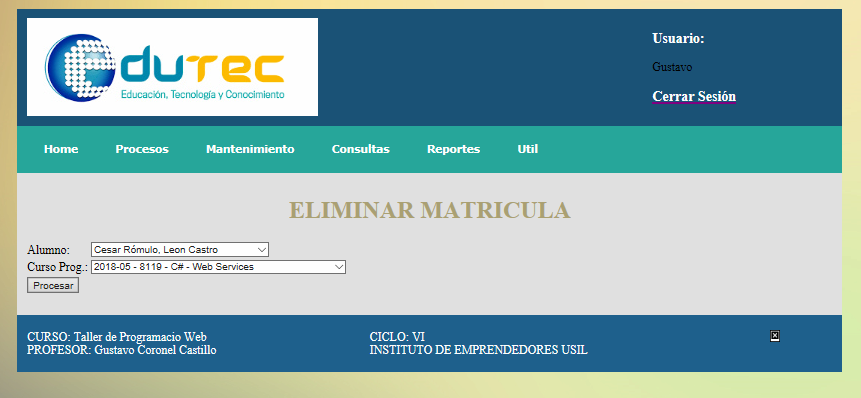 edutec
Educación, Tecnología y Conocimiento
Usuario:
Gustavo
Cerrar Sesión
Home Procesos Mantenimiento Consultas Reportes Util
ELIMINAR MATRICULA
Alumno: Cesar Rómulo, Leon Castro
Curso Prog.: 2018-05 - 8119 - C# - Web Services
Procesar
CURSO: Taller de Programacio Web
PROFESOR: Gustavo Coronel Castillo
CICLO: VI
INSTITUTO DE EMPRENDEDORES USIL